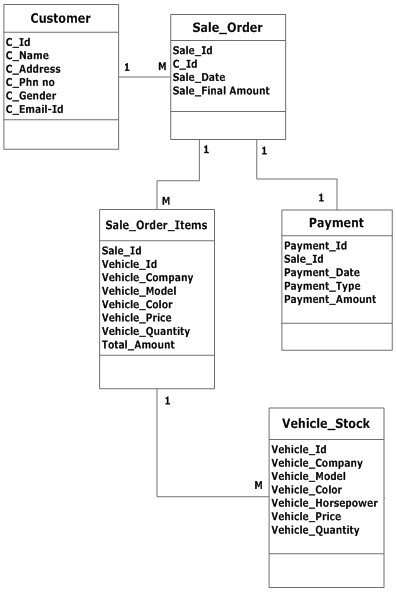 Customer
C_Id
C_Name
C_Address
C_Phn no
C_Gender
C_Email-Id
1
M
Sale_Order
Sale_Id
C_Id
Sale_Date
Sale_Final Amount
1
1
M
1
Sale_Order_Items
Sale_Id
Vehicle_Id
Vehicle_Company
Vehicle_Model
Vehicle_Color
Vehicle_Price
Vehicle_Quantity
Total_Amount
Payment
Payment_Id
Sale_Id
Payment_Date
Payment_Type
Payment_Amount
1
M
Vehicle_Stock
Vehicle_Id
Vehicle_Company
Vehicle_Model
Vehicle_Color
Vehicle_Horsepower
Vehicle_Price
Vehicle_Quantity